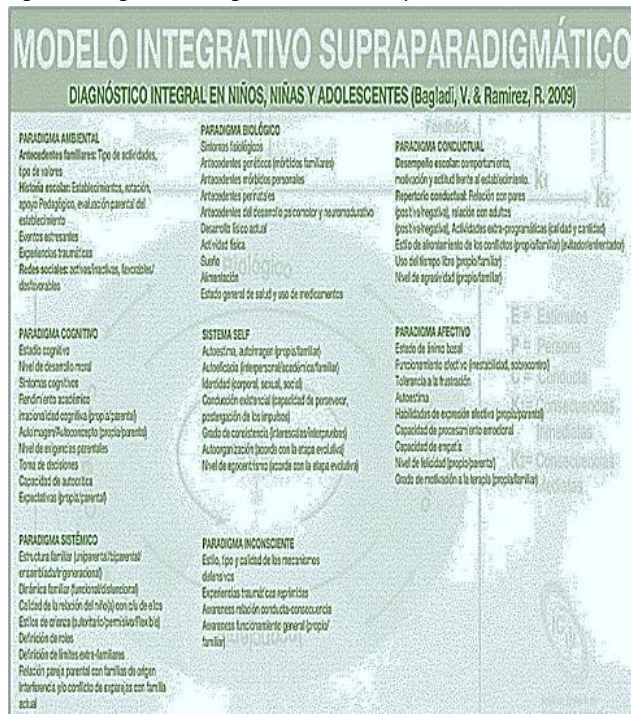 MODELO INTEGRATIVO SUPRAPARADIGMÁTICO
DIAGNÓSTICO INTEGRAL EN NIÑOS, NIÑAS Y ADOLESCENTES (Bagladi, V. & Ramirez, R. 2009)
PARADIGMA AMBIENTAL
Antecedentes familiares: Tipo de actividades,
tipo de valores
Historia escolar: Establecimientos, rotación,
apoyo Pedagógico, evaluación parental del
establecimiento
Eventos estresantes
Experiencias traumáticas
Redes sociales: activas/inactivas, favorables/
desfavorables
PARADIGMA BIOLÓGICO
Síntomas fisiológicos
Antecedentes genéticos (mórbidos familiares)
Antecedentes mórbidos personales
Antecedentes perinatales
Antecedentes del desarrollo psicomotor y neuromadurativo
Desarrollo físico actual
Actividad física
Sueño
Alimentación
Estado general de salud y uso de medicamentos
PARADIGMA CONDUCTUAL
Desempeño escolar: comportamiento,
motivación y actitud frente al establecimiento.
Repertorio conductual: Relación con pares
(positiva/negativa), relación con adultos
(positiva/negativa), Actividades extra-programáticas (calidad y cantidad)
Estilo de afrontamiento de los conflictos (propio/familiar) (evitador/enfrentador)
Uso del tiempo libre (propio/familiar)
Nivel de agresividad (propio/familiar)
PARADIGMA COGNITIVO
Estadio cognitivo
Nivel de desarrollo moral
Síntomas cognitivos
Rendimiento académico
Irracionalidad cognitiva (propia/parental)
Autoimagen/Autoconcepto (propia/parental)
Nivel de exigencias parentales
Toma de decisiones
Capacidad de autocrítica
Expectativas (propia/parental)
SISTEMA SELF
Autoestima, autoimagen (propia/familiar)
Autoeficacia (interpersonal/académica/familiar)
Identidad (corporal, sexual, social)
Conducción existencial (capacidad de perseverar,
postergación de los impulsos)
Grado de consistencia (interescalas/interpruebas)
Autoorganización (acorde con la etapa evolutiva)
Nivel de egocentrismo (acorde con la etapa evolutiva)
PARADIGMA AFECTIVO
Estado de ánimo basal
Funcionamiento afectivo (inestabilidad, sobrecontrol)
Tolerancia a la frustración
Autoestima
Habilidades de expresión afectiva (propia/parental)
Capacidad de procesamiento emocional
Capacidad de empatía
Nivel de felicidad (propio/parental)
Grado de motivación a la terapia (propia/familiar)
PARADIGMA SISTÉMICO
Estructura familiar (uniparental/biparental/
ensamblada/trigeneracional)
Dinámica familiar (funcional/disfuncional)
Calidad de la relación del niño(a) con c/u de ellos
Estilos de crianza (autoritario/permisivo/flexible)
Definición de roles
Definición de límites extra-familiares
Relación pareja parental con familias de origen
Interferencia y/o conflicto de exparejas con familia
actual
PARADIGMA INCONSCIENTE
Estilo, tipo y calidad de los mecanismos
defensivos
Experiencias traumáticas reprimidas
Awareness relación conducta-consecuencia
Awareness funcionamiento general (propio/
familiar)
Feedback
K1
K2
Biológico
E = Estímulos
P = Persona
C = Conducta
K1= Consecuencias
Inmediatas
K2= Consecuencias
Mediatas